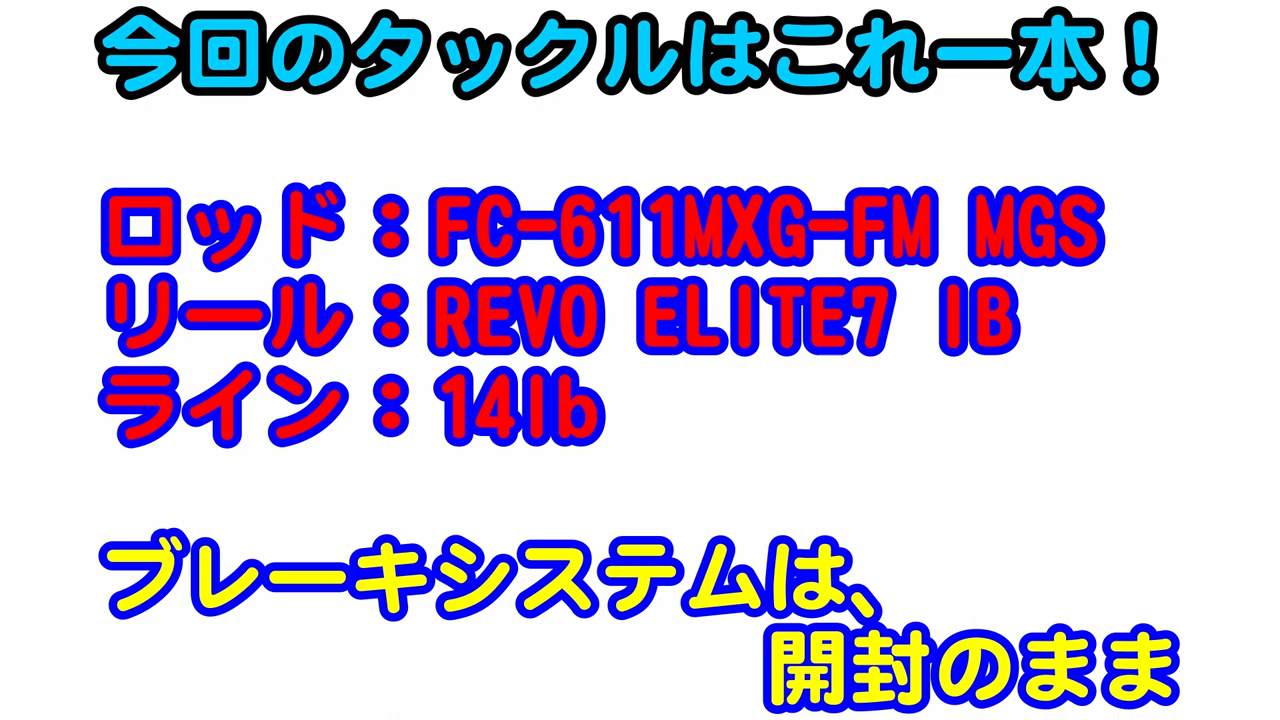 今回のタックルはこれ一本！
ロッド：FC-611MXG-FM MGS
リール：REVO ELITE7 IB
ライン：14lb
ブレーキシステムは、
開封のまま